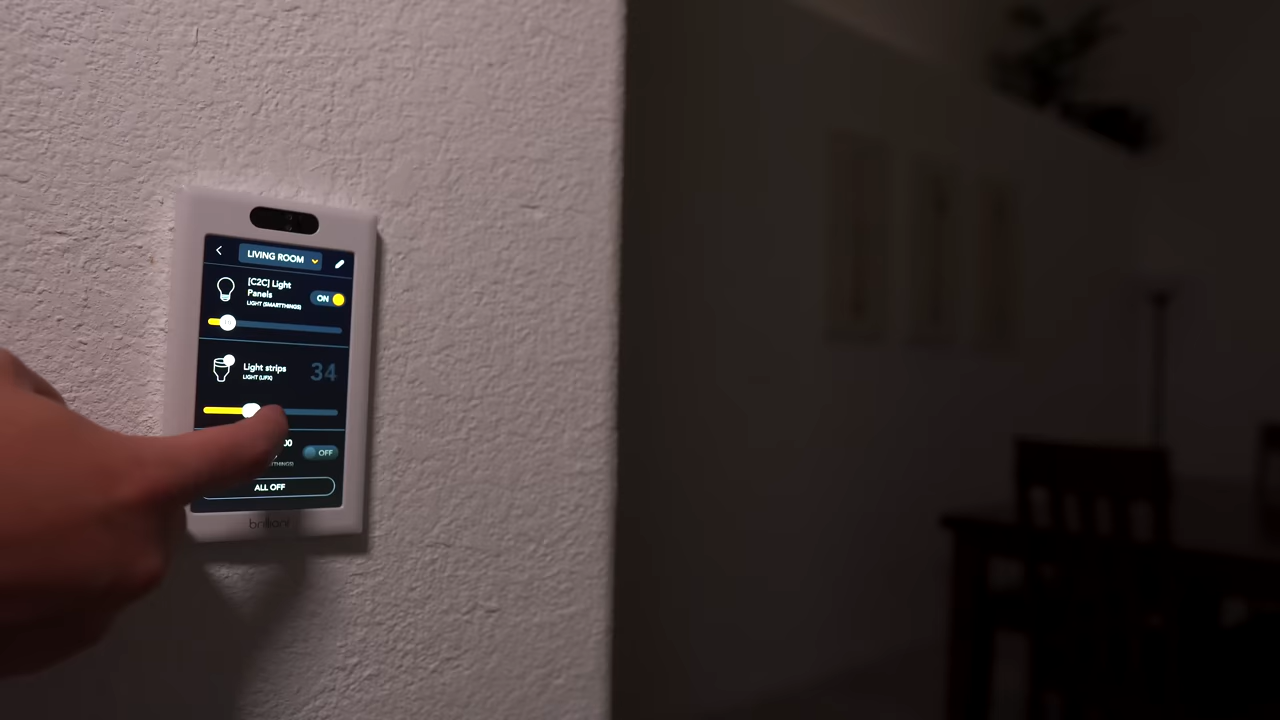 LIVING ROOM
[C2C] Light
Panels
ON
LIGHT (SMARTTHINGS)
Light strips
34
LIGHT (LIFX)
OFF
ALL OFF
brilliant